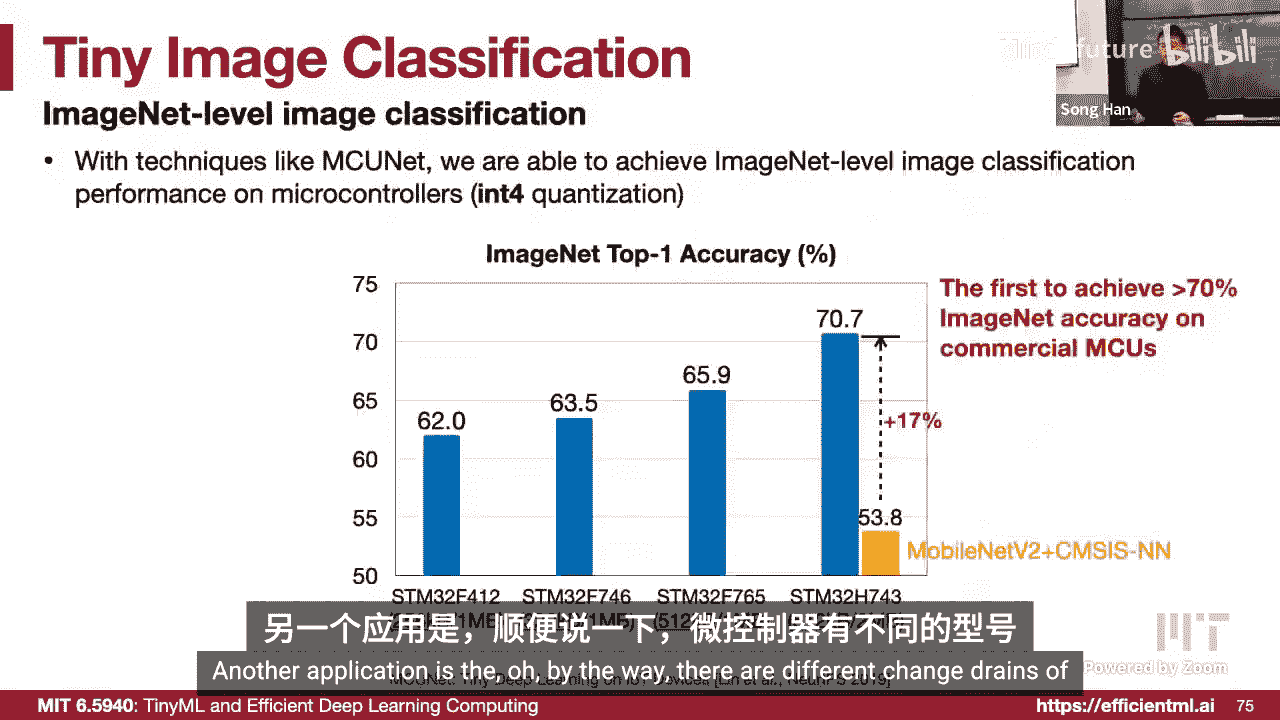 Tiny Image Classification
future bilibili
Song Han
ImageNet-level image classification
• With techniques like MCUNet, we are able to achieve ImageNet-level image classification
performance on microcontrollers (int4 quantization)
ImageNet Top-1 Accuracy (%)
75
70
65
60
55
50
62.0
63.5
65.9
70.7
+17%
53.8
The first to achieve >70%
ImageNet accuracy on
commercial MCUs
MobileNetV2+CMSIS-NN
STM32F412
STM32F746
STM32F765
STM32H743
另一个应用是，顺便说一下，微控制器有不同的型号
Another application is the, oh, by the way, there are different change drains of
MIT
Powered by Zoom
MIT 6.5940: TinyML and Efficient Deep Learning Computing
https://efficientml.ai
75